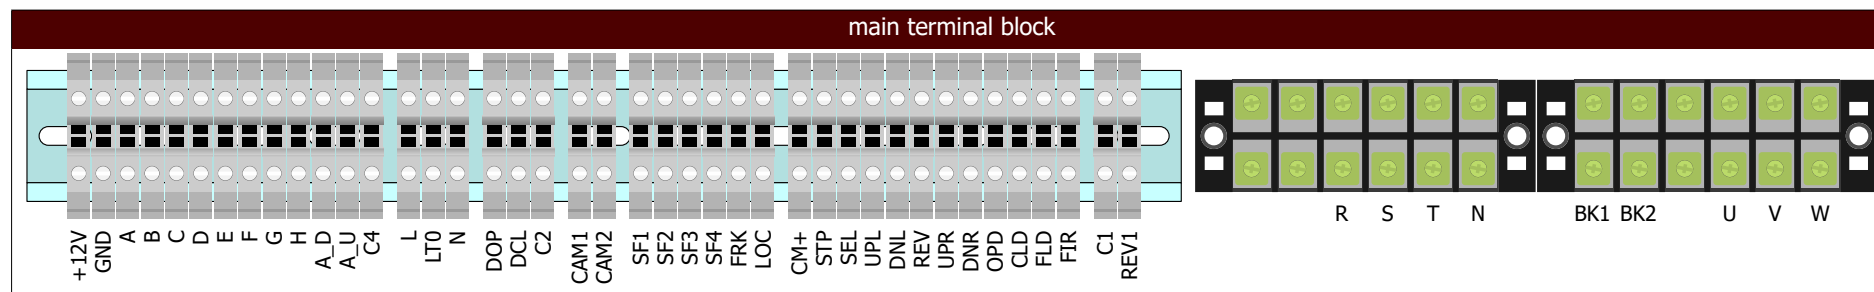 main terminal block
+12V GND A B C D E F G H A_D A_U C4 L LT0 N DOP DCL C2 CAM1 CAM2 SF1 SF2 SF3 SF4 FRK LOC CM+ STP SEL UPL DNL REV UPR DNR OPD CLD FLD FIR C1 REV1
R S T N BK1 BK2 U V W